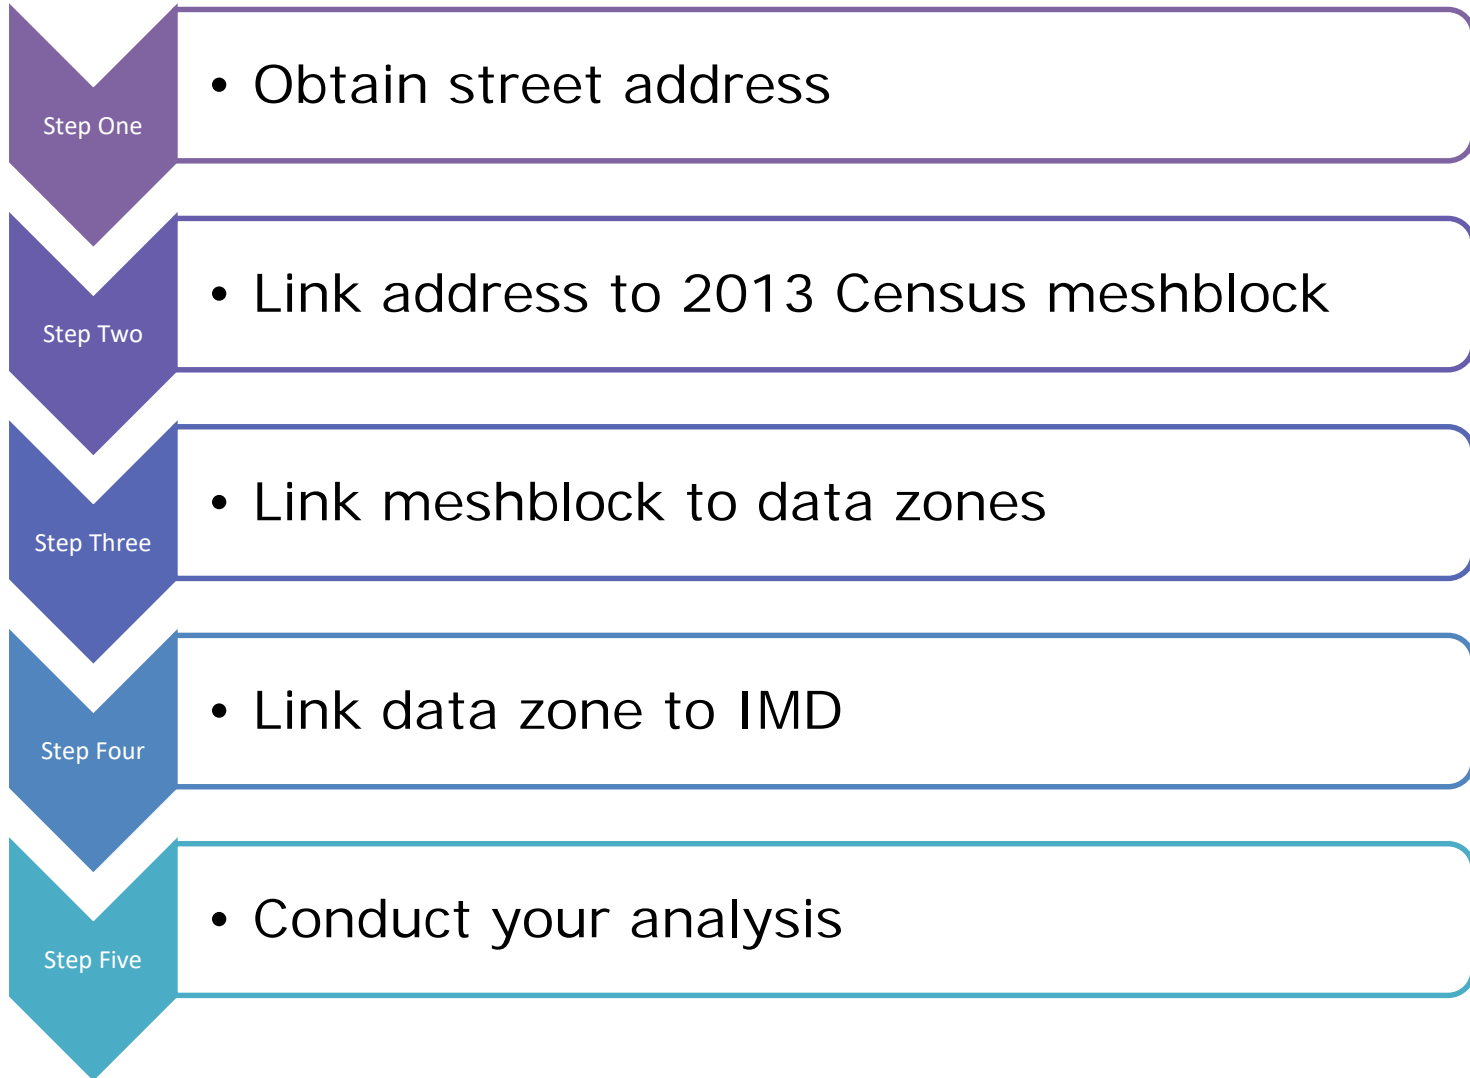 Step One
• Obtain street address
Step Two
• Link address to 2013 Census meshblock
Step Three
• Link meshblock to data zones
Step Four
• Link data zone to IMD
Step Five
• Conduct your analysis